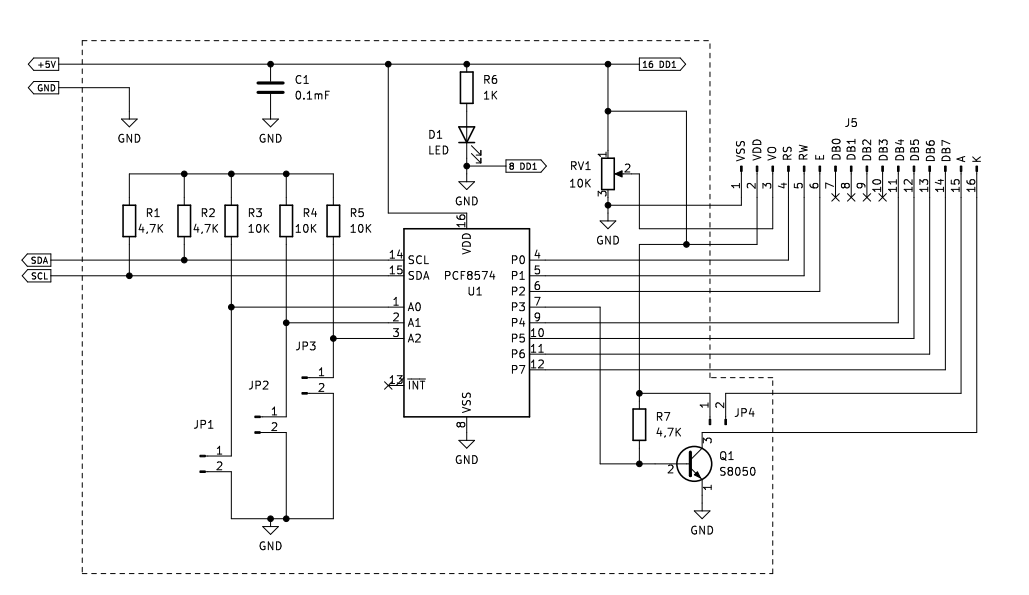 +5V
16 DD1
GND
C1
0.1mF
GND
GND
R6
1K
D1
LED
8 DD1
GND
RV1
10K
1
2
3
GND
J5
VSS
VDD
VO
RS
RW
E
DB0
DB1
DB2
DB3
DB4
DB5
DB6
DB7
A
K
1
2
3
4
5
6
7
8
9
10
11
12
13
14
15
16
R1
4,7K
R2
4,7K
R3
10K
R4
10K
R5
10K
SDA
SCL
16
VDD
14 SCL
15 SDA
1 A0
2 A1
3 A2
13 INT
PCF8574
U1
P0 4
P1 5
P2 6
P3 7
P4 9
P5 10
P6 11
P7 12
VSS
8
GND
JP3
1
2
JP2
1
2
JP1
1
2
GND
R7
4,7K
1
2
JP4
3
2
1
Q1
S8050
GND